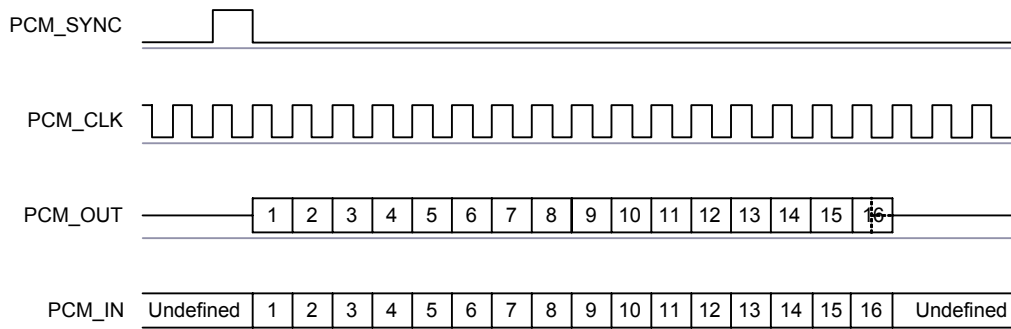 PCM_SYNC
PCM_CLK
PCM_OUT 1 2 3 4 5 6 7 8 9 10 11 12 13 14 15 16
PCM_IN Undefined 1 2 3 4 5 6 7 8 9 10 11 12 13 14 15 16 Undefined